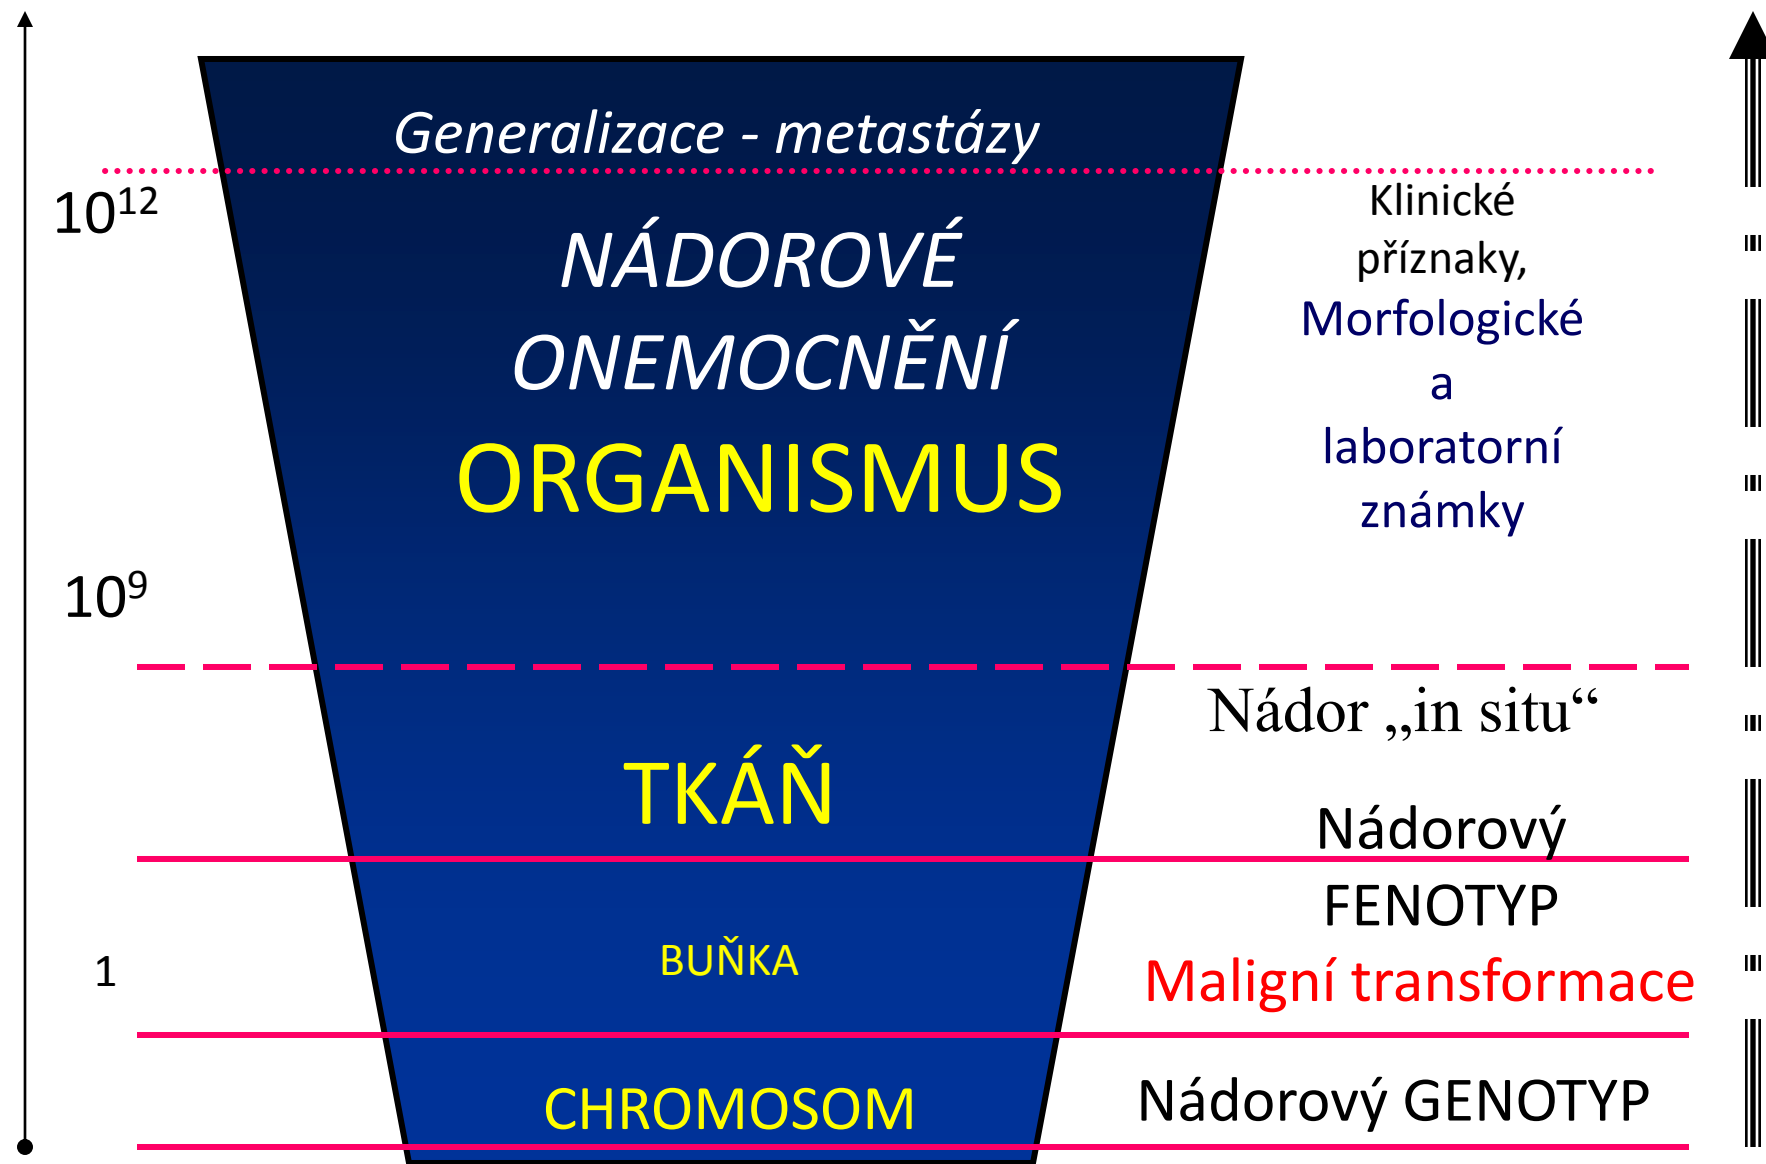 Generalizace - metastázy
10¹²
NÁDOROVÉ
ONEMOCNĚNÍ
ORGANISMUS
Klinické
příznaky,
Morfologické
a
laboratorní
známky
10⁹
Nádor „in situ“
TKÁŇ
Nádorový
FENOTYP
BUŇKA
1
Maligní transformace
CHROMOSOM
Nádorový GENOTYP